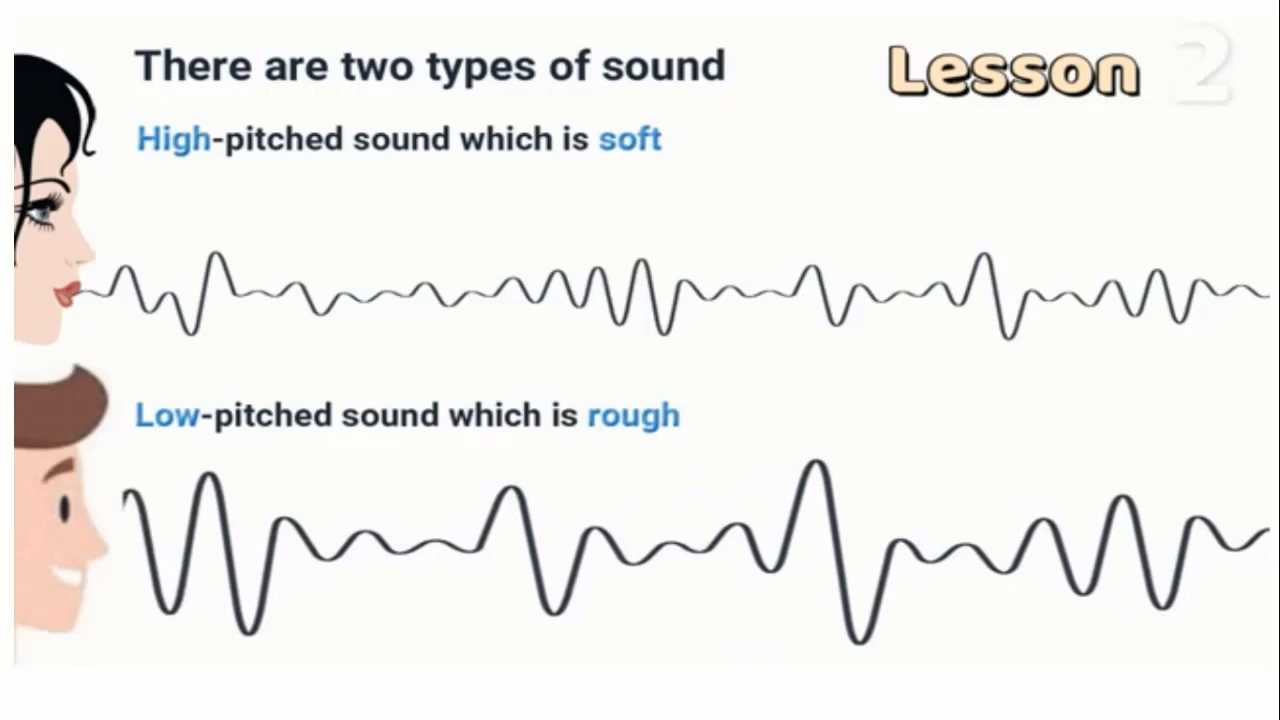 There are two types of sound
Lesson 2
High-pitched sound which is soft
Low-pitched sound which is rough